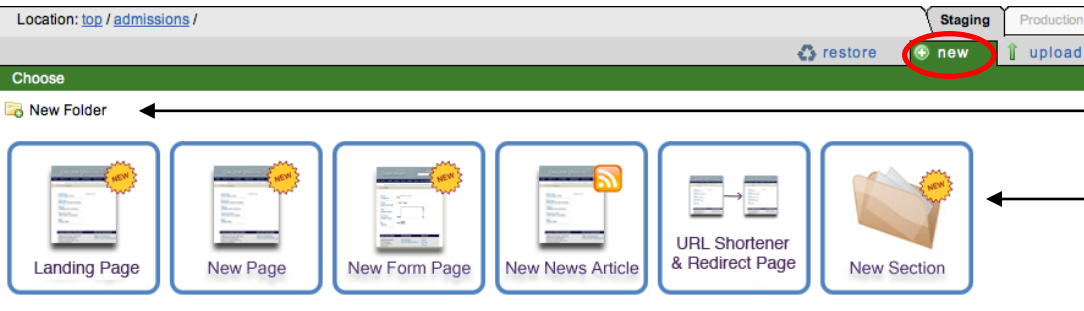 Location: top / admissions /
Staging
Production
restore
new
upload
Choose
New Folder
NEW
NEW
NEW
NEW
Landing Page
New Page
New Form Page
New News Article
URL Shortener
& Redirect Page
New Section